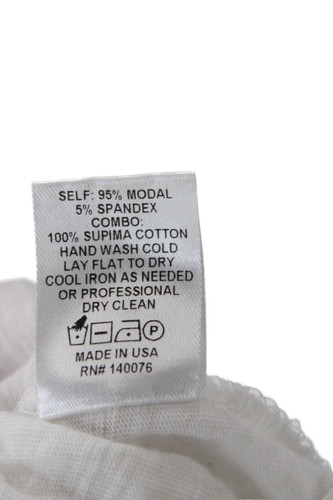 SELF: 95% MODAL
5% SPANDEX
COMBO:
100% SUPIMA COTTON
HAND WASH COLD
LAY FLAT TO DRY
COOL IRON AS NEEDED
OR PROFESSIONAL
DRY CLEAN
P
MADE IN USA
RN# 140076